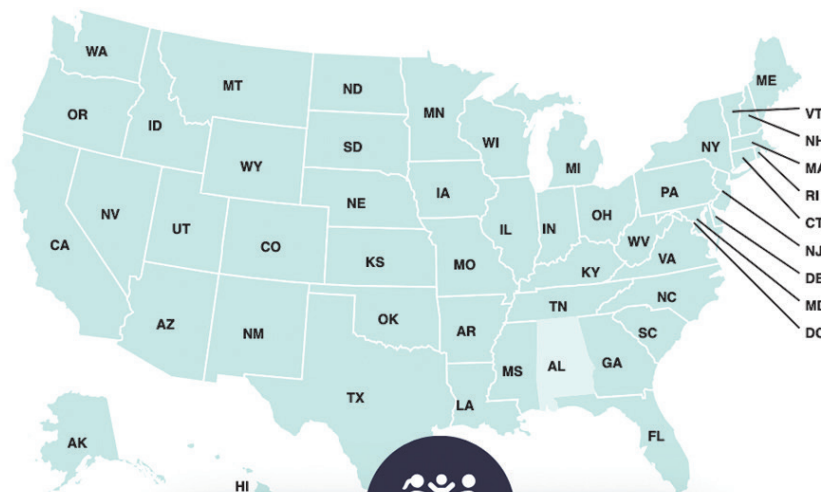 WA
MT
ND
MN
ME
OR
ID
SD
WI
MI
NY
VT
NH
MA
RI
CT
NJ
DE
MD
DC
WY
IA
NE
PA
NV
UT
CO
IL
IN
OH
WV
VA
CA
KS
MO
KY
NC
TN
AZ
NM
OK
AR
SC
MS
AL
GA
TX
LA
FL
AK
HI